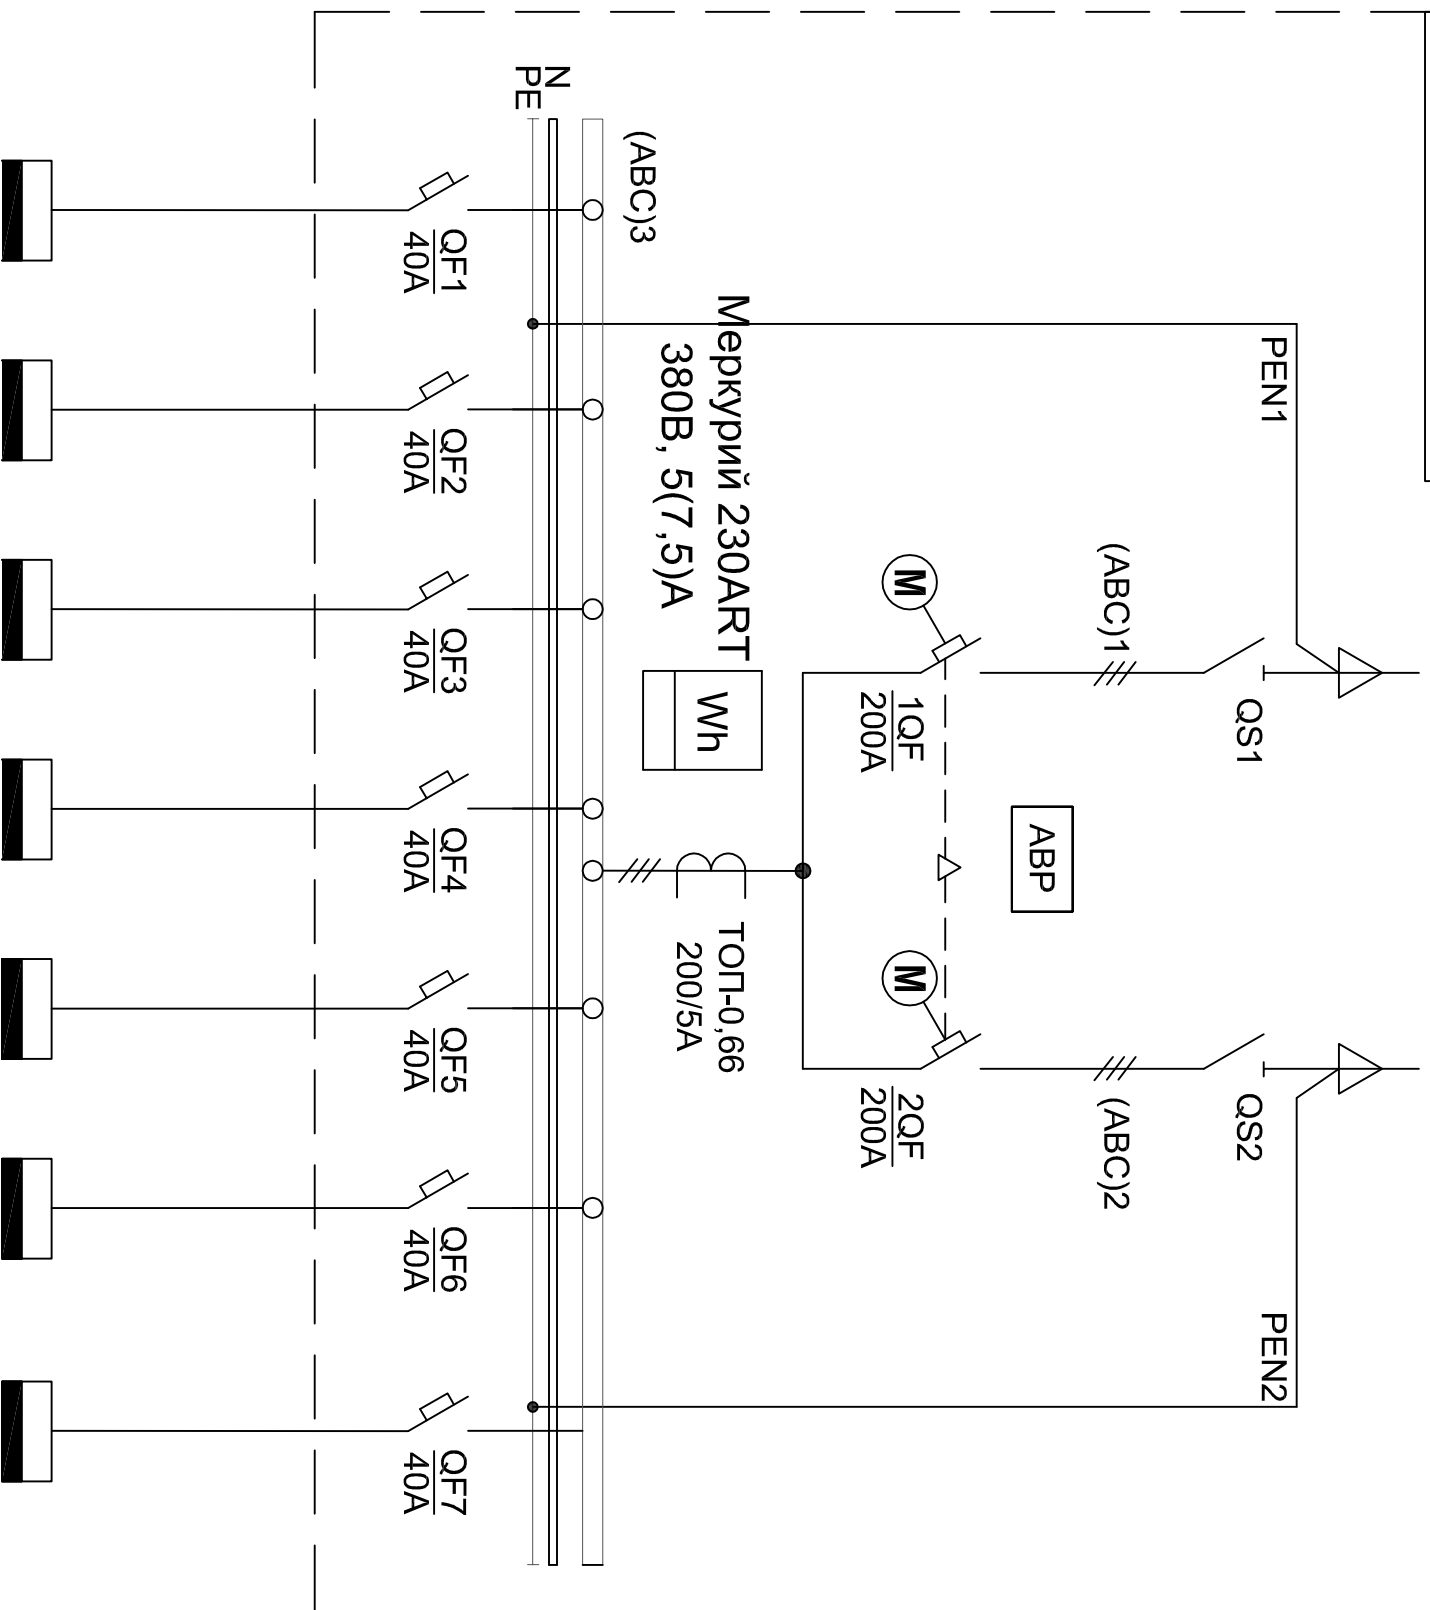 PEN1
PEN2
QS1
QS2
(ABC)1
(ABC)2
АВР
M
1QF
200A
M
2QF
200A
Меркурий 230ART
380В, 5(7,5)А
Wh
ТОП-0,66
200/5А
(ABC)3
N
PE
QF1
40A
QF2
40A
QF3
40A
QF4
40A
QF5
40A
QF6
40A
QF7
40A